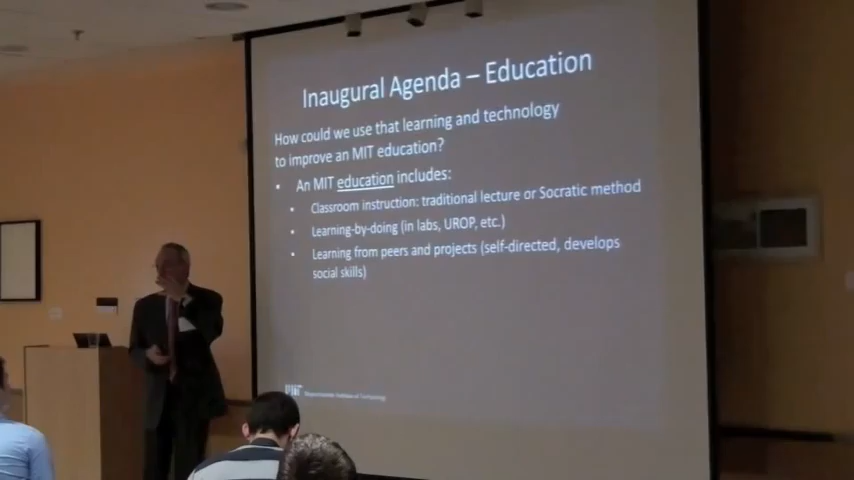 Inaugural Agenda – Education
How could we use that learning and technology
to improve an MIT education?
• An MIT education includes:
• Classroom instruction: traditional lecture or Socratic method
• Learning-by-doing (in labs, UROP, etc.)
• Learning from peers and projects (self-directed, develops
social skills)